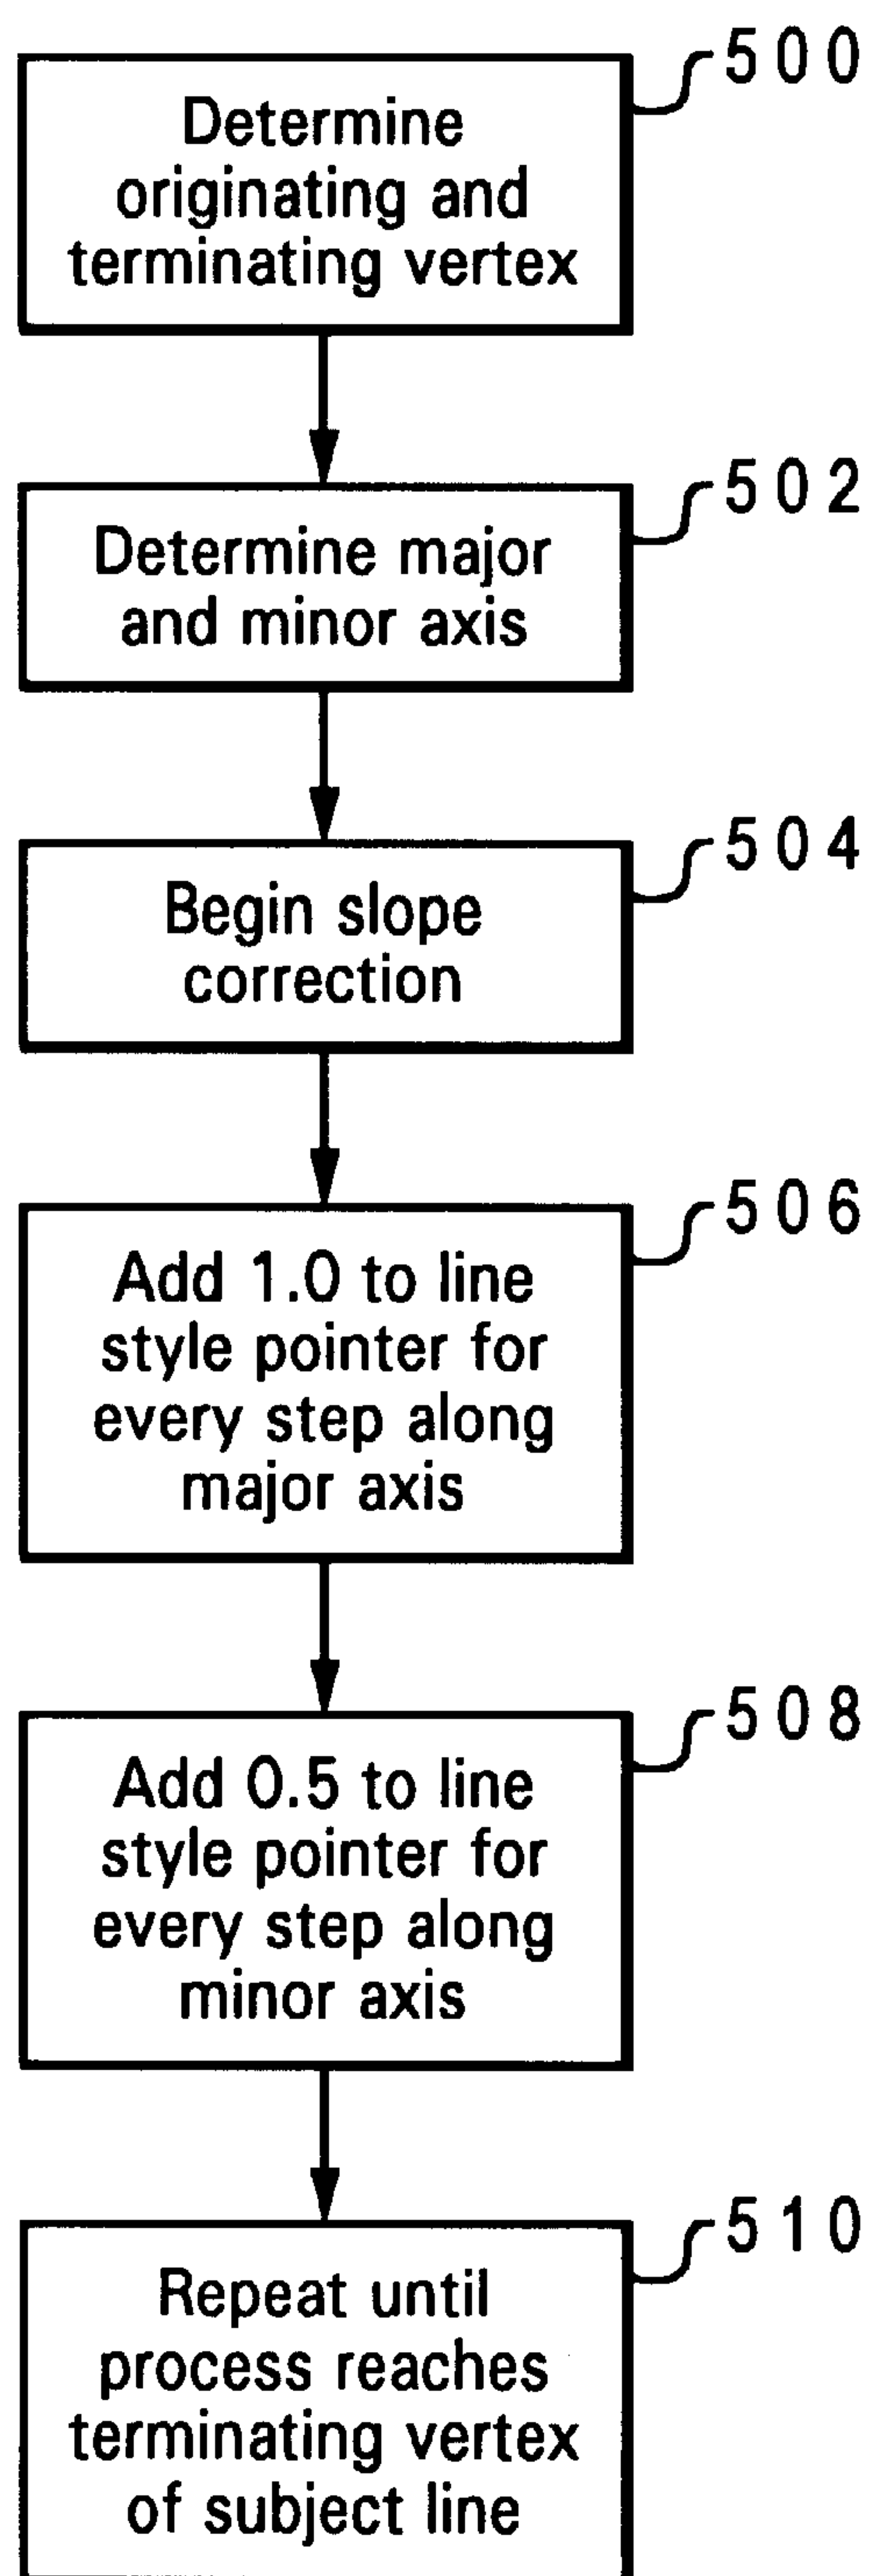 500
Determine
originating and
terminating vertex
502
Determine major
and minor axis
504
Begin slope
correction
506
Add 1.0 to line
style pointer for
every step along
major axis
508
Add 0.5 to line
style pointer for
every step along
minor axis
510
Repeat until
process reaches
terminating vertex
of subject line